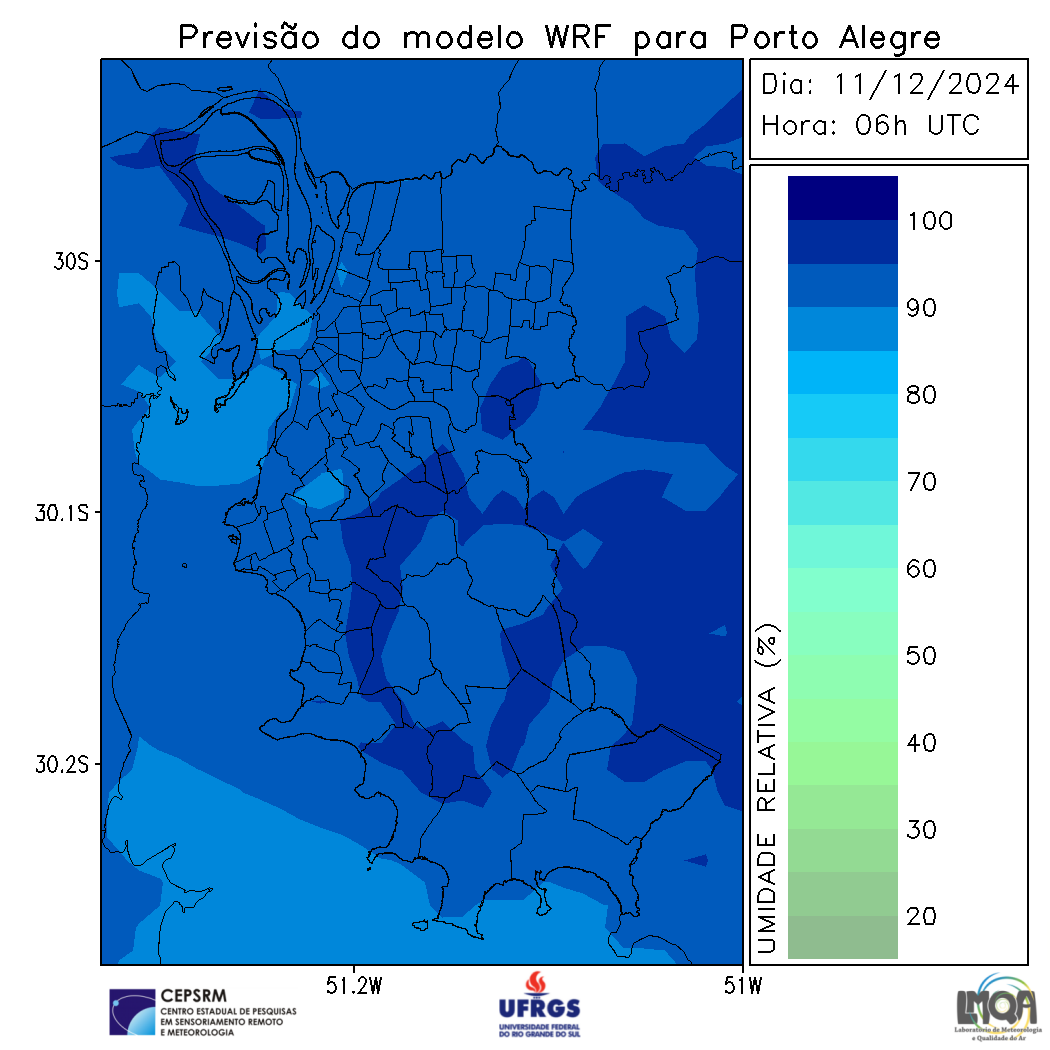 Previsão do modelo WRF para Porto Alegre
Dia: 11/12/2024
Hora: 06h UTC
30S
30.1S
30.2S
51.2W
51W
UMIDADE RELATIVA (%)
100
90
80
70
60
50
40
30
20
CEPSRM
CENTRO ESTADUAL DE PESQUISAS
EM SENSORIAMENTO REMOTO
E METEOROLOGIA
UFRGS
UNIVERSIDADE FEDERAL
DO RIO GRANDE DO SUL
LMQA
Laboratório de Meteorologia
e Qualidade do Ar